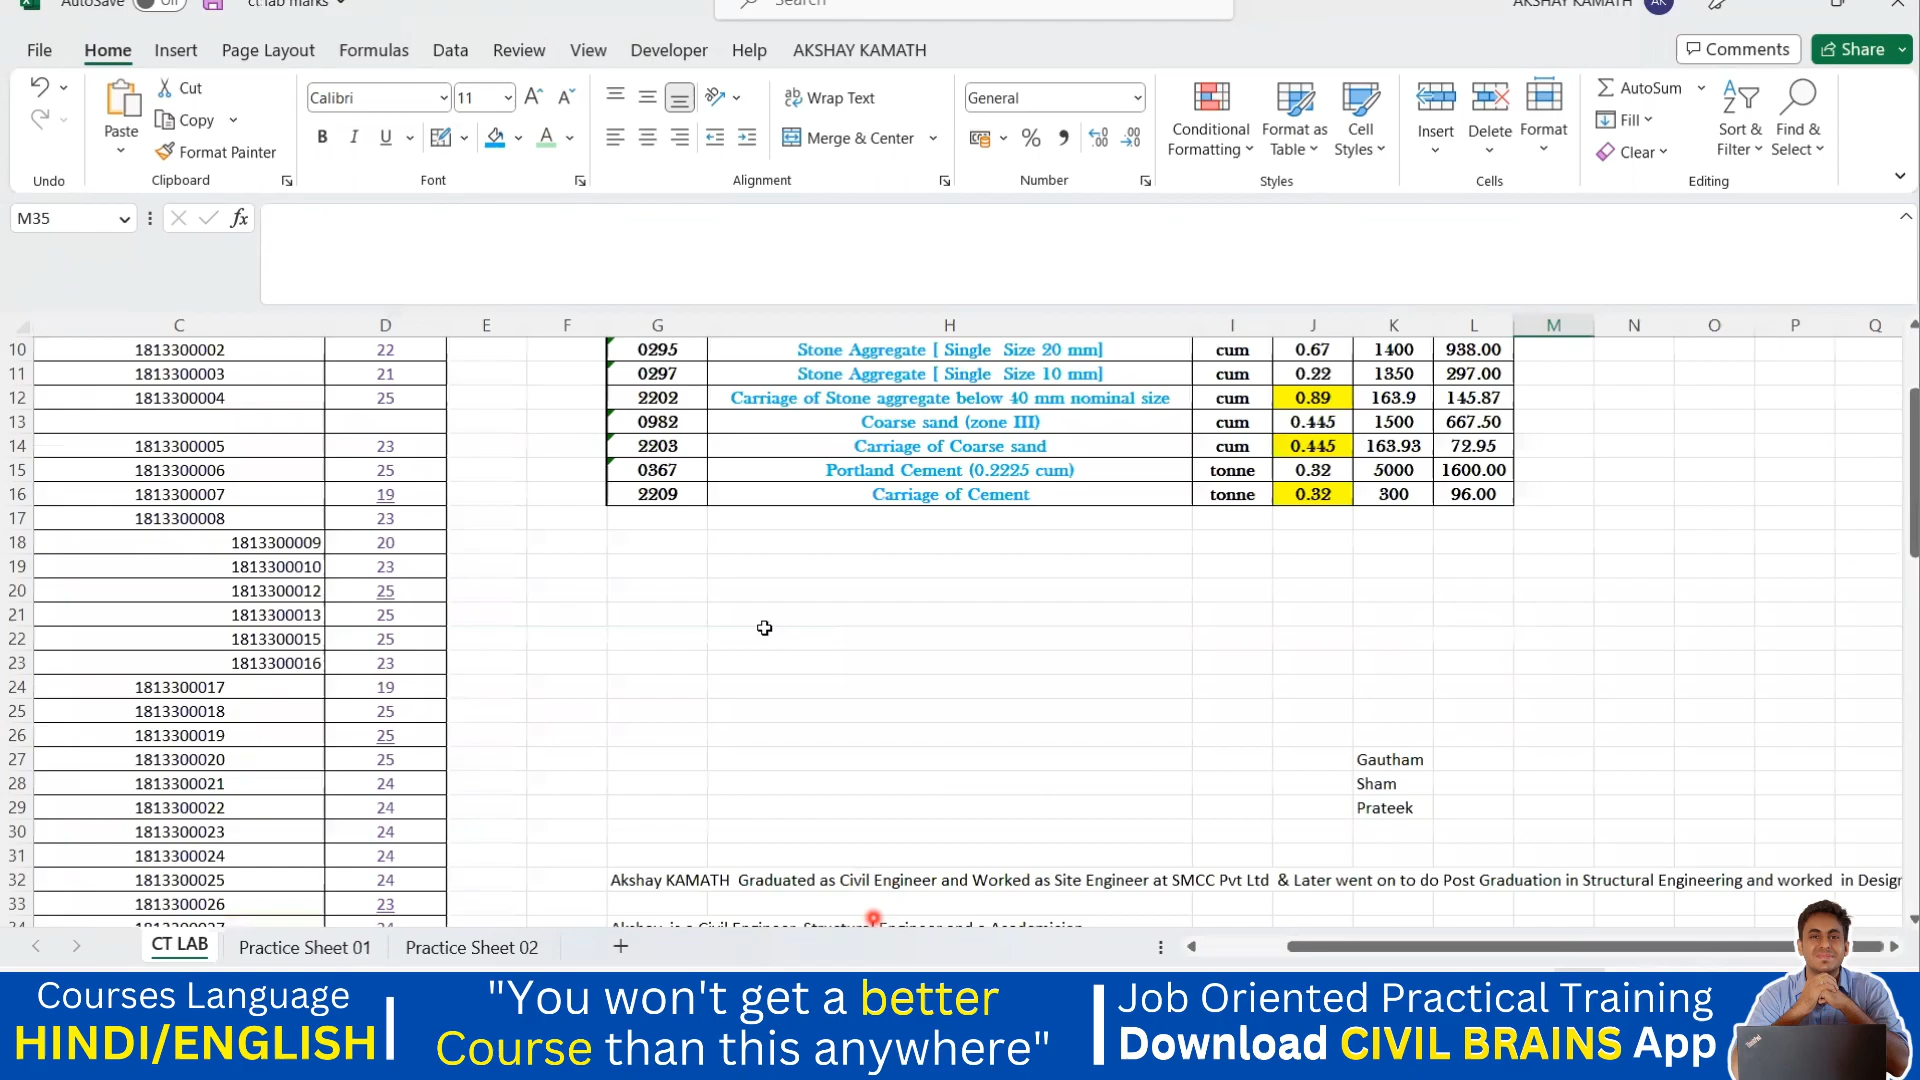 AutoSave Off ct lab marks Search AKSHAY KAMATH AK
File Home Insert Page Layout Formulas Data Review View Developer Help AKSHAY KAMATH Comments Share
Paste Cut Copy Format Painter
Calibri 11
B I U A
Wrap Text
Merge & Center
General
Conditional Formatting
Format as Table
Cell Styles
Insert Delete Format
AutoSum
Fill
Clear
Sort & Filter
Find & Select
Undo Clipboard Font Alignment Number Styles Cells Editing
M35 fx
C D E F G H I J K L M N O P Q
10 1813300002 22 0295 Stone Aggregate [ Single Size 20 mm] cum 0.67 1400 938.00
11 1813300003 21 0297 Stone Aggregate [ Single Size 10 mm] cum 0.22 1350 297.00
12 1813300004 25 2202 Carriage of Stone aggregate below 40 mm nominal size cum 0.89 163.9 145.87
13 0982 Coarse sand (zone III) cum 0.445 1500 667.50
14 1813300005 23 2203 Carriage of Coarse sand cum 0.445 163.93 72.95
15 1813300006 25 0367 Portland Cement (0.2225 cum) tonne 0.32 5000 1600.00
16 1813300007 19 2209 Carriage of Cement tonne 0.32 300 96.00
17 1813300008 23
18 1813300009 20
19 1813300010 23
20 1813300012 25
21 1813300013 25
22 1813300015 25
23 1813300016 23
24 1813300017 19
25 1813300018 25
26 1813300019 25
27 1813300020 25 Gautham
28 1813300021 24 Sham
29 1813300022 24 Prateek
30 1813300023 24
31 1813300024 24
32 1813300025 24 Akshay KAMATH Graduated as Civil Engineer and Worked as Site Engineer at SMCC Pvt Ltd & Later went on to do Post Graduation in Structural Engineering and worked in Design
33 1813300026 23
34 1813300027 24 Akshay is a Civil Engineer, Structural Engineer and a Academician
CT LAB Practice Sheet 01 Practice Sheet 02
Courses Language
HINDI/ENGLISH
"You won't get a better
Course than this anywhere"
Job Oriented Practical Training
Download CIVIL BRAINS App